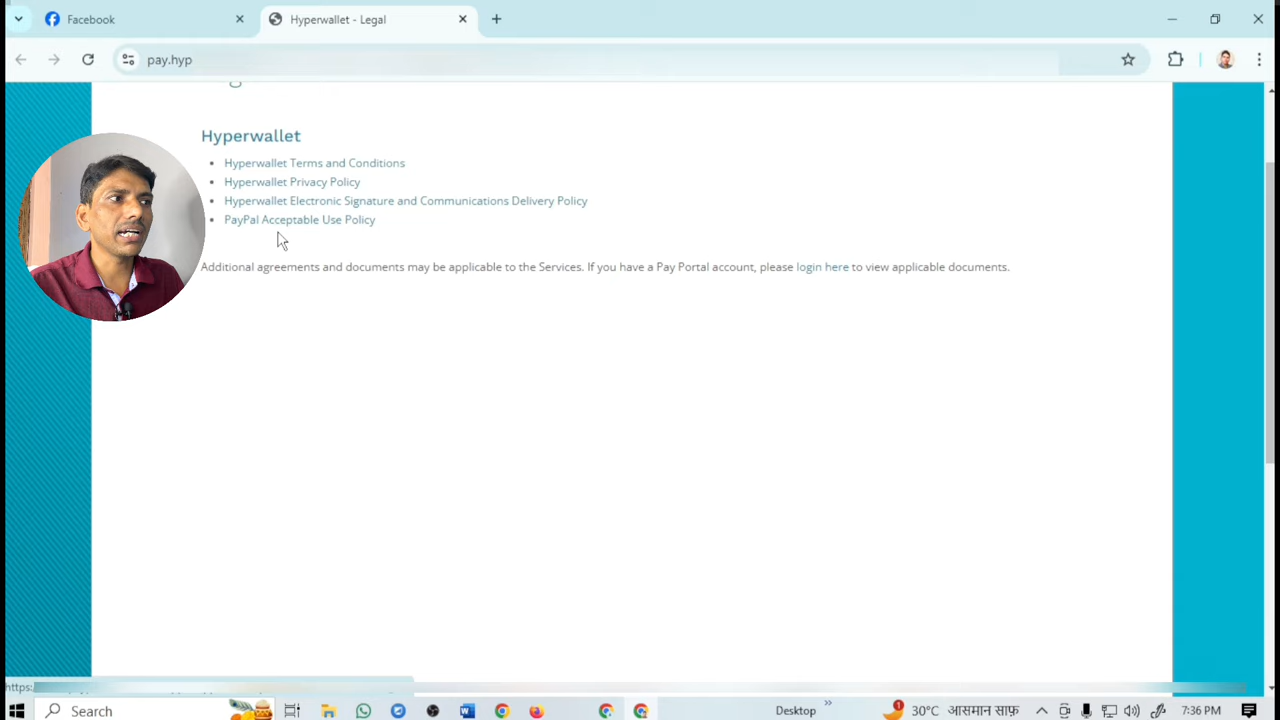 Facebook
Hyperwallet - Legal
pay.hyp
Hyperwallet
Hyperwallet Terms and Conditions
Hyperwallet Privacy Policy
Hyperwallet Electronic Signature and Communications Delivery Policy
PayPal Acceptable Use Policy
Additional agreements and documents may be applicable to the Services. If you have a Pay Portal account, please login here to view applicable documents.
https:
Search
Desktop
1
30°C आसमान साफ़
7:36 PM